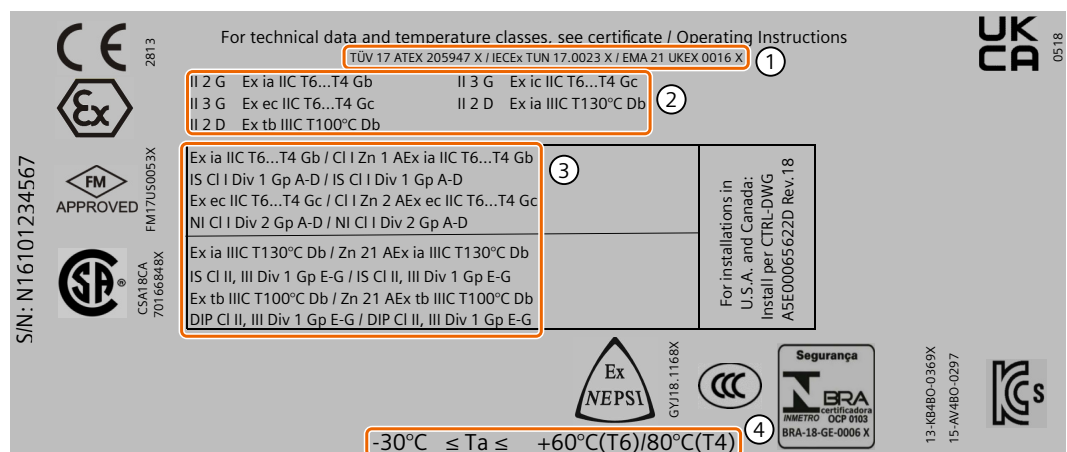 For technical data and temperature classes, see certificate / Operating Instructions
TÜV 17 ATEX 205947 X / IECEx TUN 17.0023 X / EMA 21 UKEX 0016 X
1
CE
2813
UK
CA
0518
Ex
II 2 G Ex ia IIC T6...T4 Gb II 3 G Ex ic IIC T6...T4 Gc
II 3 G Ex ec IIC T6...T4 Gc II 2 D Ex ia IIIC T130°C Db
II 2 D Ex tb IIIC T100°C Db
2
S/N: N16101234567
FM
APPROVED
FM17US0053X
SA
CSA18CA
70166848X
Ex ia IIC T6...T4 Gb / Cl I Zn 1 AEx ia IIC T6...T4 Gb
IS Cl I Div 1 Gp A-D / IS Cl I Div 1 Gp A-D
Ex ec IIC T6...T4 Gc / Cl I Zn 2 AEx ec IIC T6...T4 Gc
NI Cl I Div 2 Gp A-D / NI Cl I Div 2 Gp A-D
3
Ex ia IIIC T130°C Db / Zn 21 AEx ia IIIC T130°C Db
IS Cl II, III Div 1 Gp E-G / IS Cl II, III Div 1 Gp E-G
Ex tb IIIC T100°C Db / Zn 21 AEx tb IIIC T100°C Db
DIP Cl II, III Div 1 Gp E-G / DIP Cl II, III Div 1 Gp E-G
For installations in
U.S.A. and Canada:
Install per CTRL-DWG
A5E00065622D Rev.18
Ex
NEPSI
GYJ18.1168X
CCC
Segurança
BRA
certificadora
INMETRO OCP 0103
BRA-18-GE-0006 X
13-KB4BO-0369X
15-AV4BO-0297
KCs
-30°C ≤ Ta ≤ +60°C(T6)/80°C(T4)
4